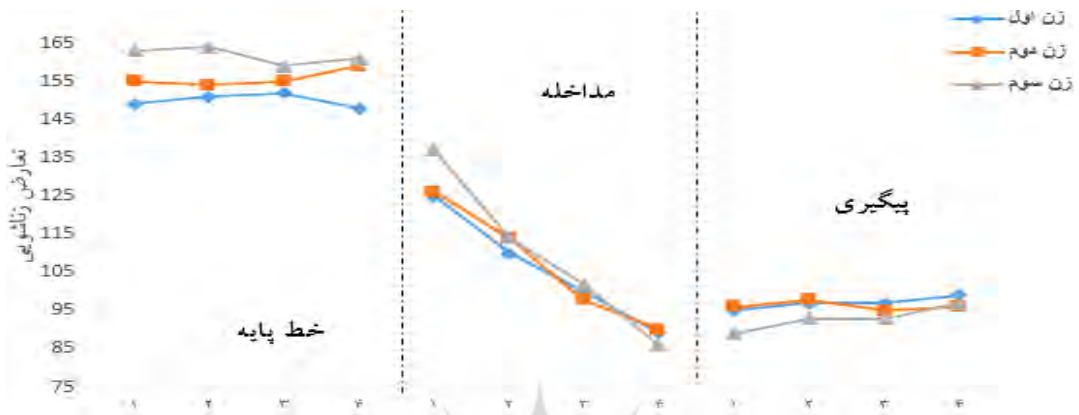 زن اول
زن دوم
زن سوم
165
155
145
135
125
115
105
95
85
75
تعارض زناشویی
خط پایه
مداخله
پیگیری
۱ ۲ ۳ ۴ ۱ ۲ ۳ ۴ ۱ ۲ ۳ ۴